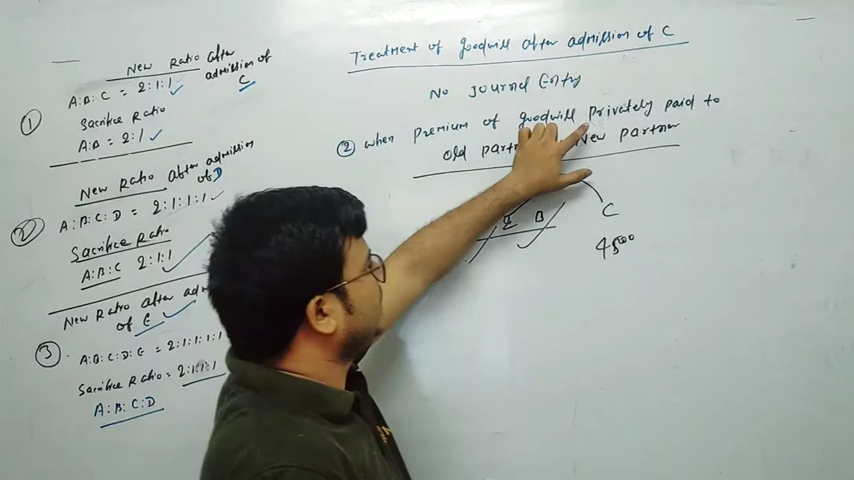 New Ratio after
admission of
C
A:B:C = 2:1:1
① Sacrifice Ratio
A:B = 2:1
New Ratio after admission
of D
② A:B:C:D = 2:1:1:1
Sacrifice Ratio
A:B:C 2:1:1
New Ratio after
of E
③ A:B:C:D:E = 2:1:1:1:1
Sacrifice Ratio = 2:1:1:1
A:B:C:D
Treatment of goodwill after admission of C
No Journal Entry
② when premium of goodwill privately paid to
old New partner
B C
45000